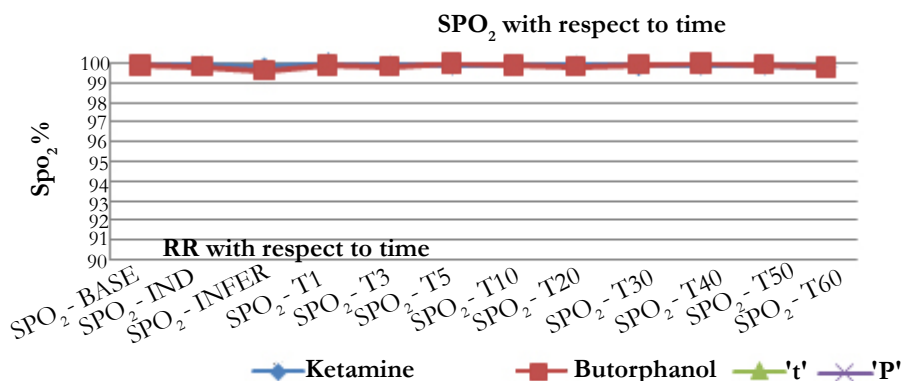 SPO₂ with respect to time
Spo₂ %
100
99
98
97
96
95
94
93
92
91
90
RR with respect to time
SPO₂ - BASE
SPO₂ - IND
SPO₂ - INFER
SPO₂ - T1
SPO₂ - T3
SPO₂ - T5
SPO₂ - T10
SPO₂ - T20
SPO₂ - T30
SPO₂ - T40
SPO₂ - T50
SPO₂ - T60
Ketamine Butorphanol 't' 'P'